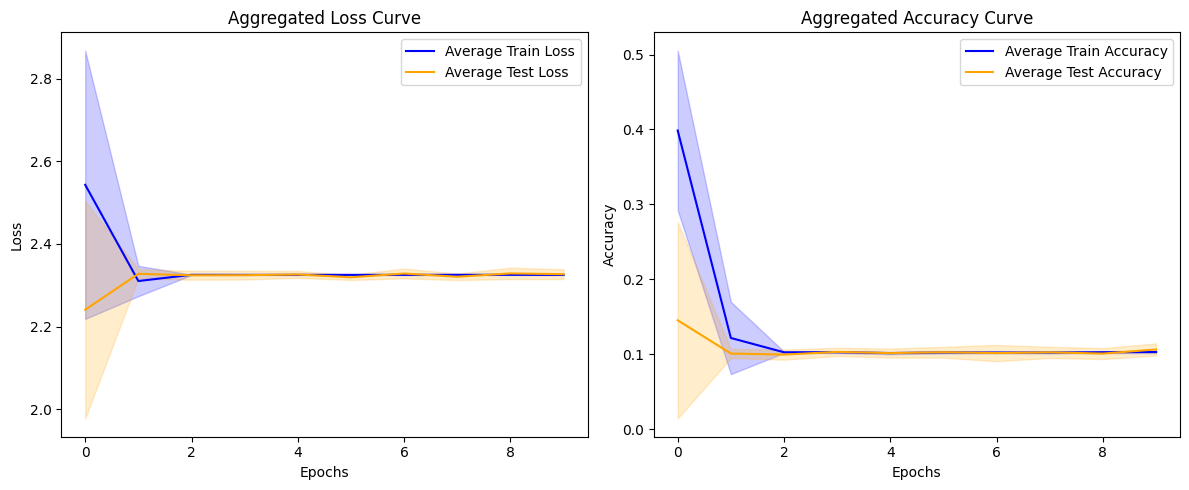 Aggregated Loss Curve
Average Train Loss
Average Test Loss
2.8
2.6
2.4
2.2
2.0
Loss
0
2
4
6
8
Epochs
Aggregated Accuracy Curve
Average Train Accuracy
Average Test Accuracy
0.5
0.4
0.3
0.2
0.1
0.0
Accuracy
0
2
4
6
8
Epochs